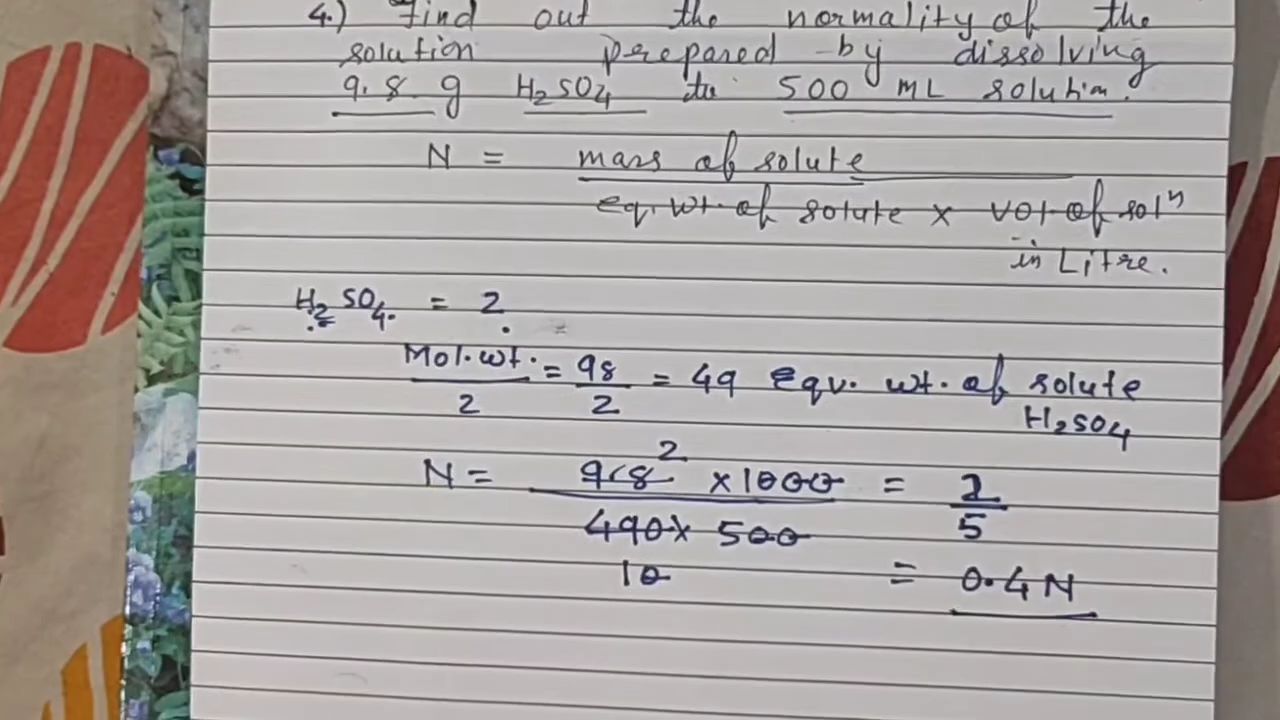 4.) Find out the normality of the
solution prepared by dissolving
9.8 g H₂SO₄ to 500 mL solution.
N = mass of solute
eq. wt. of solute × vol of solⁿ
in Litre.
H₂SO₄ = 2
Mol. wt. = 98 = 49 eqv. wt. of solute
2 2 H₂SO₄
N = 9.8 ² × 1000 = 2
490 × 500 5
10 = 0.4 N